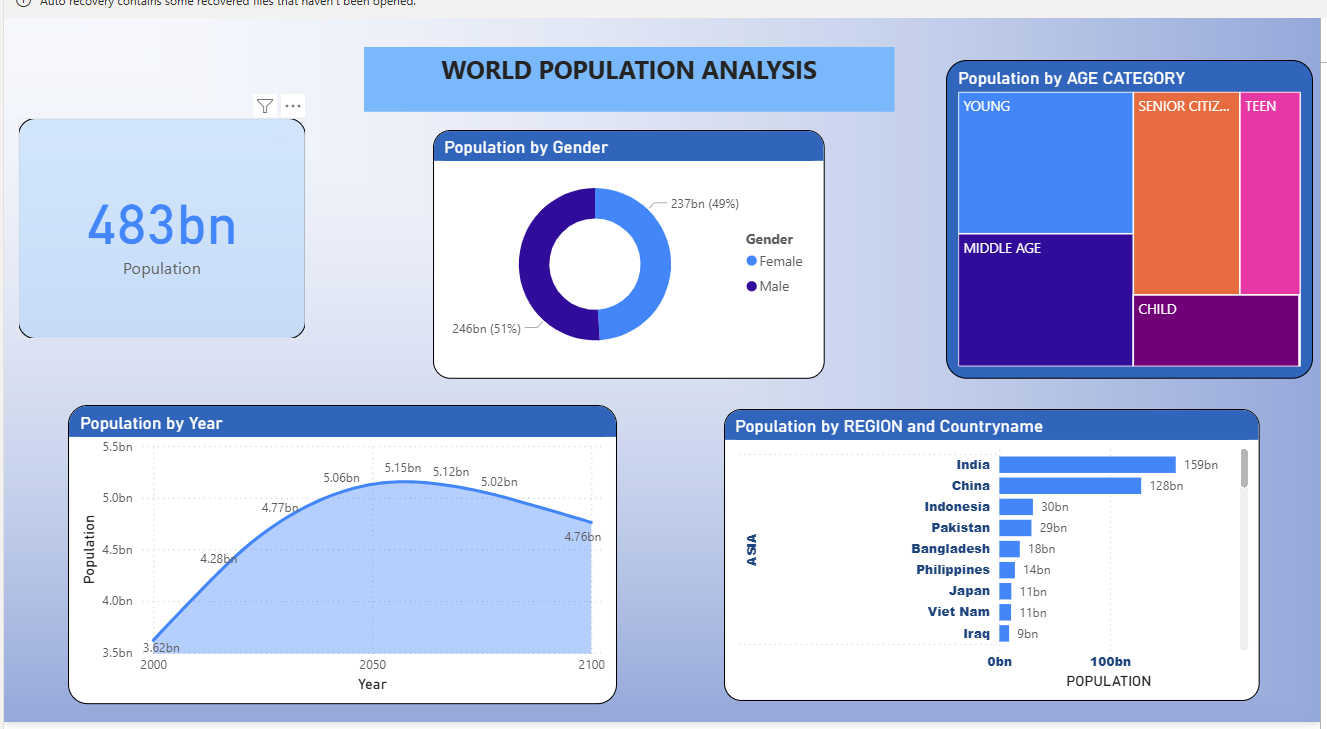 Auto recovery contains some recovered files that haven't been opened.
WORLD POPULATION ANALYSIS
483bn
Population
Population by Gender
237bn (49%)
246bn (51%)
Gender
Female
Male
Population by AGE CATEGORY
YOUNG
SENIOR CITIZ...
TEEN
MIDDLE AGE
CHILD
Population by Year
5.5bn
5.0bn
4.5bn
4.0bn
3.5bn
Population
3.62bn
4.28bn
4.77bn
5.06bn
5.15bn
5.12bn
5.02bn
4.76bn
2000
2050
2100
Year
Population by REGION and Countryname
ASIA
India 159bn
China 128bn
Indonesia 30bn
Pakistan 29bn
Bangladesh 18bn
Philippines 14bn
Japan 11bn
Viet Nam 11bn
Iraq 9bn
0bn 100bn
POPULATION